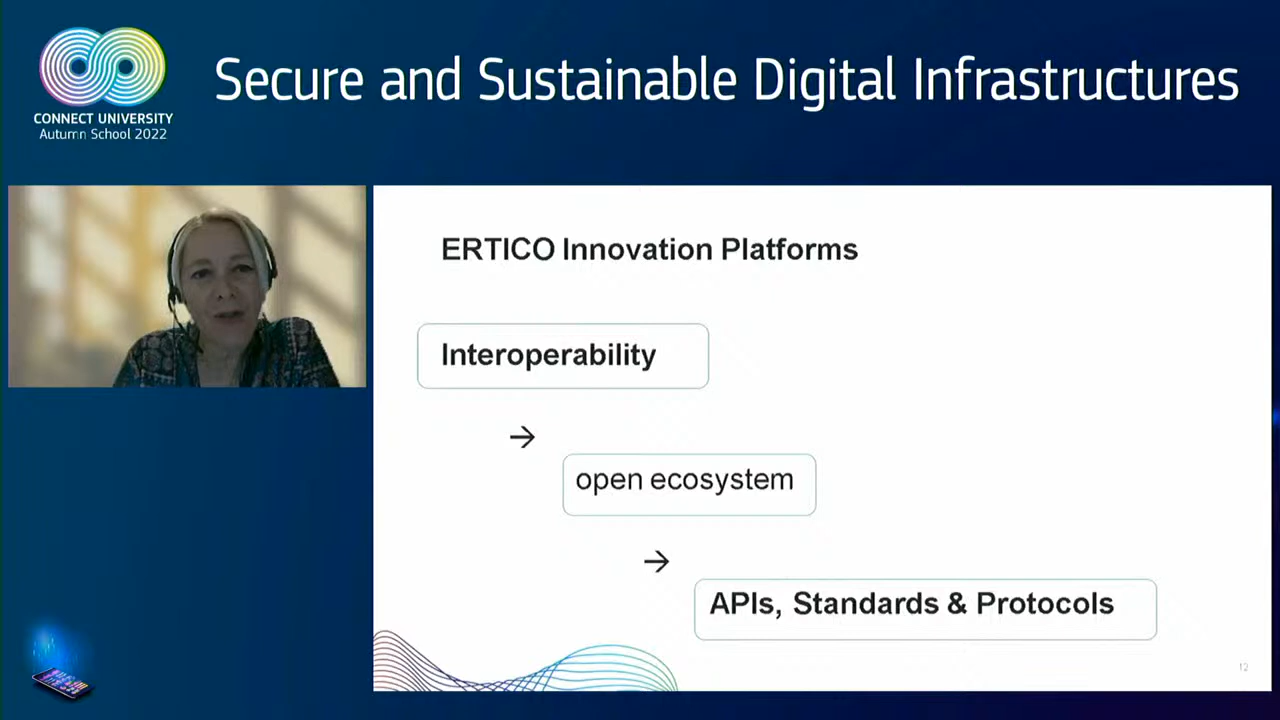 Secure and Sustainable Digital Infrastructures
CONNECT UNIVERSITY
Autumn School 2022
ERTICO Innovation Platforms
Interoperability
→
open ecosystem
→
APIs, Standards & Protocols
12